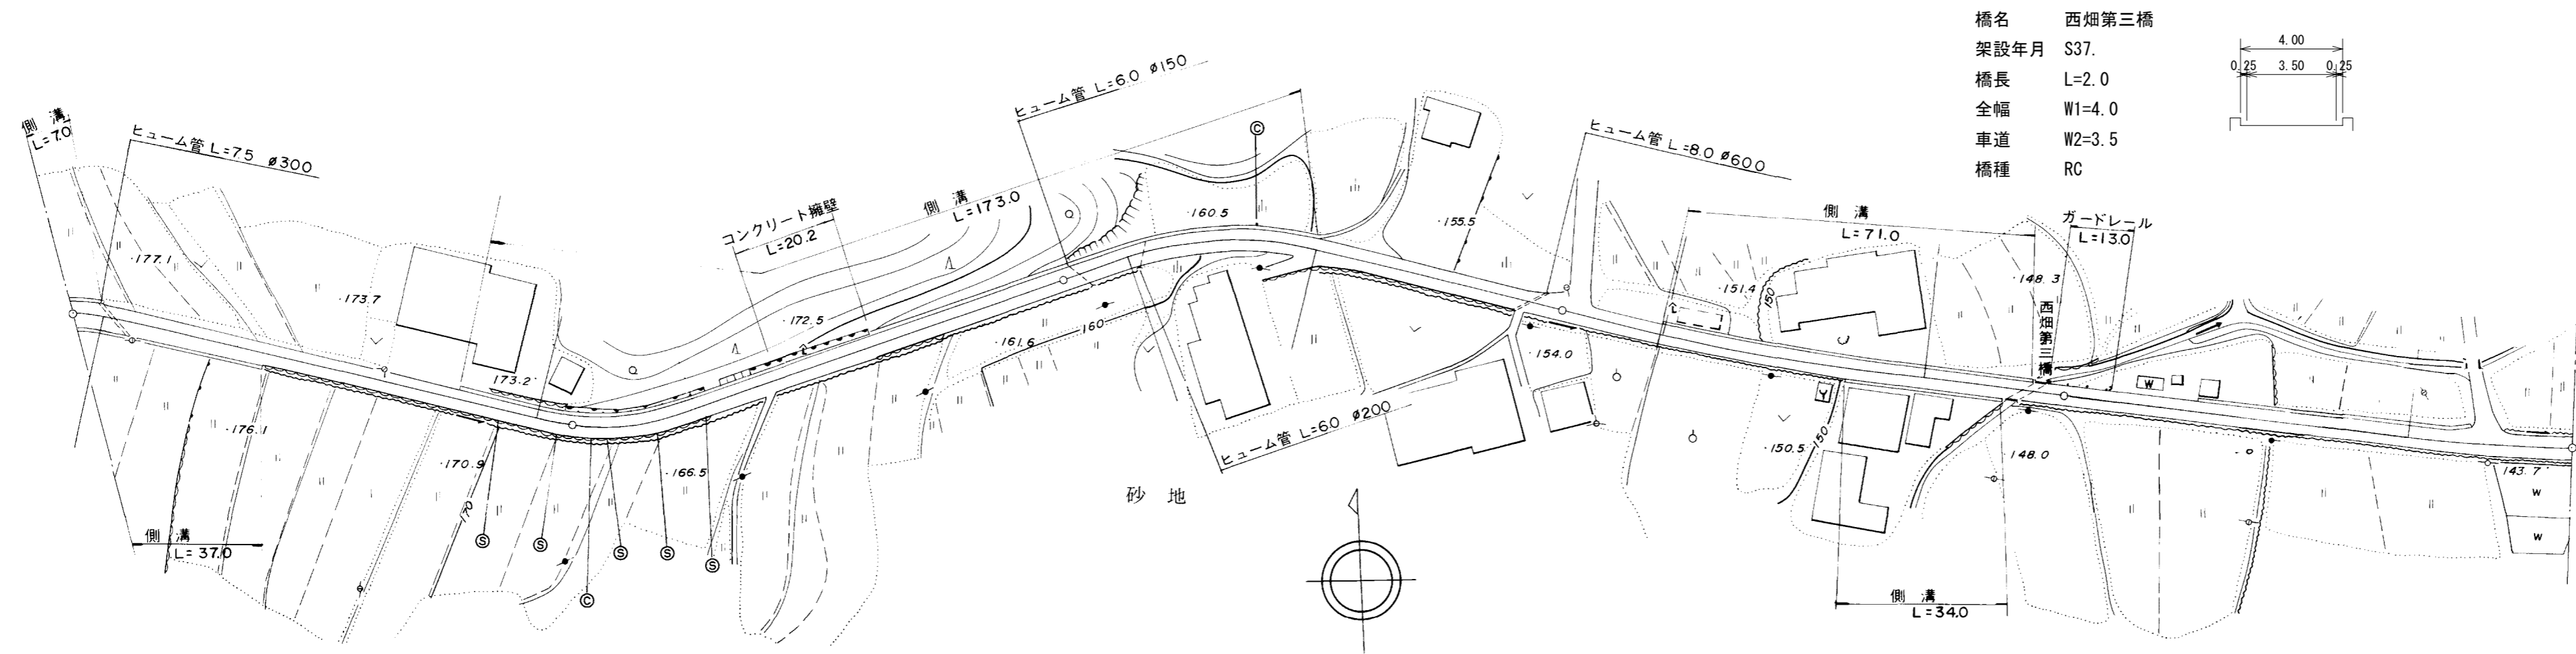 橋名 西畑第三橋
架設年月 S37.
橋長 L=2.0
全幅 W1=4.0
車道 W2=3.5
橋種 RC
4.00
0.25 3.50 0.25
側溝
L=7.0
ヒューム管 L=7.5 ø300
ヒューム管 L=6.0 ø150
コンクリート擁壁
L=20.2
側溝
L=173.0
ヒューム管 L=8.0 ø600
側溝
L=71.0
ガードレール
L=13.0
西畑第三橋
·177.1
·173.7
173.2
·172.5
·160.5
·155.5
·151.4
150
·148.3
·176.1
·170.9
170
·166.5
·161.6
160
·154.0
·150.5
150
·148.0
143.7
ヒューム管 L=6.0 ø200
砂地
側溝
L=37.0
側溝
L=34.0
Ⓒ
Ⓢ
Ⓢ
Ⓢ
Ⓢ
Ⓢ
Ⓒ
Y
W
W
W